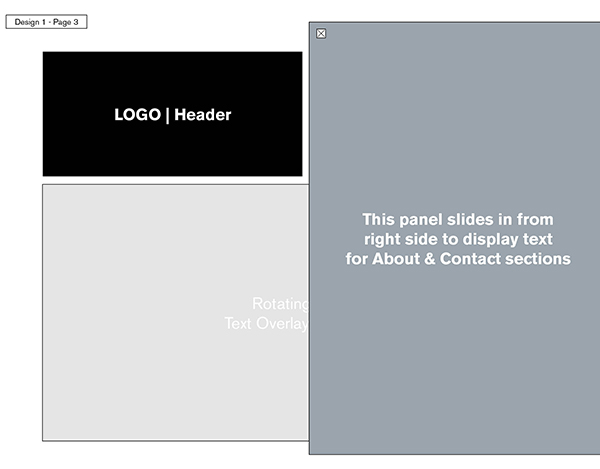 Design 1 - Page 3
LOGO | Header
This panel slides in from
right side to display text
for About & Contact sections
Rotating
Text Overlay